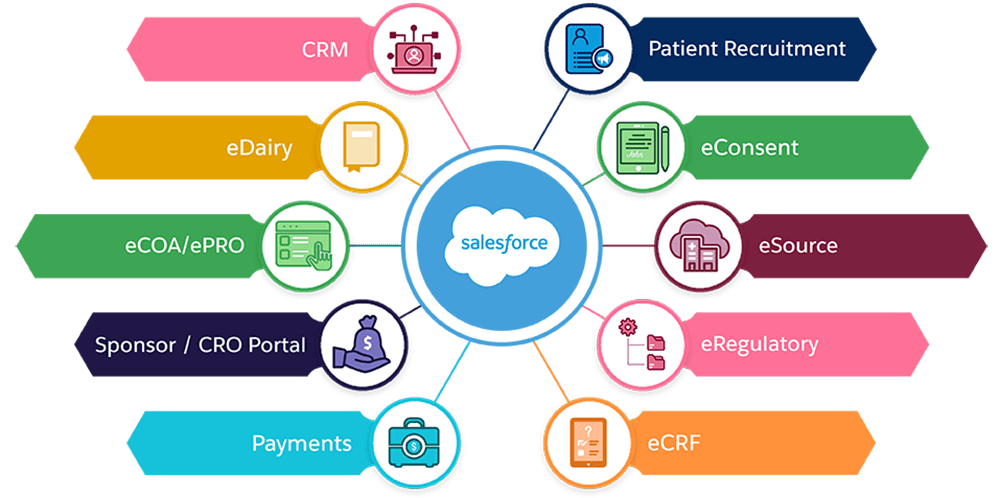 CRM
Patient Recruitment
eDairy
eConsent
eCOA/ePRO
salesforce
eSource
Sponsor / CRO Portal
$
eRegulatory
Payments
$
?
eCRF